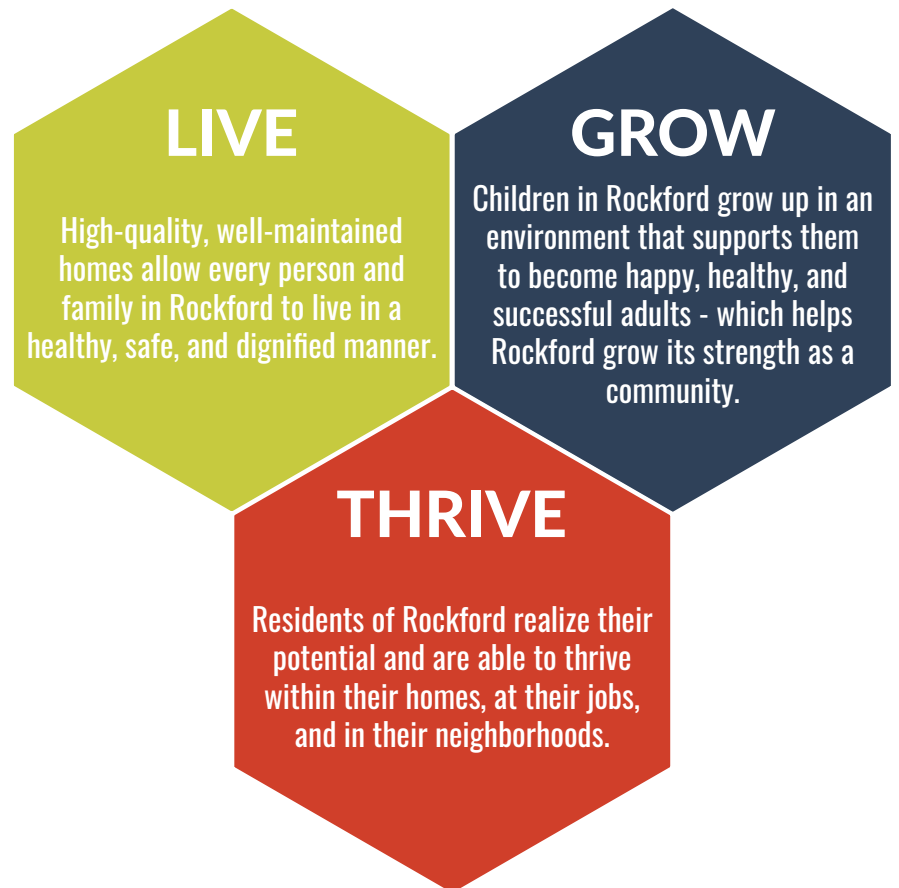 LIVE
High-quality, well-maintained
homes allow every person and
family in Rockford to live in a
healthy, safe, and dignified manner.
GROW
Children in Rockford grow up in an
environment that supports them
to become happy, healthy, and
successful adults - which helps
Rockford grow its strength as a
community.
THRIVE
Residents of Rockford realize their
potential and are able to thrive
within their homes, at their jobs,
and in their neighborhoods.